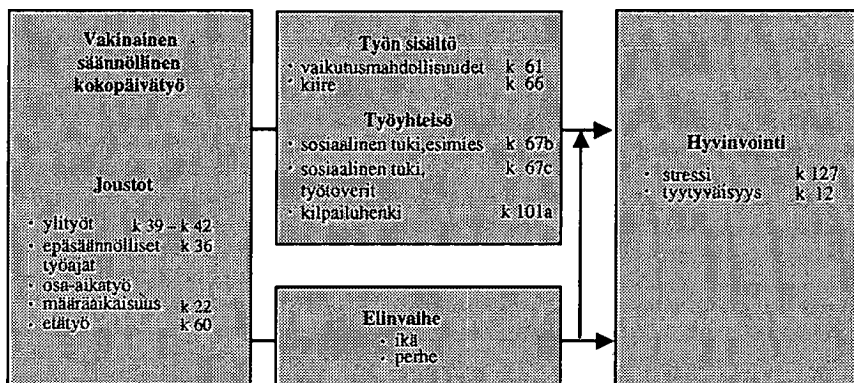 Vakinainen
säännöllinen
kokopäivätyö
Joustot
· ylityöt k 39 – k 42
· epäsäännölliset k 36
työajat
· osa-aikatyö
· määräaikaisuus k 22
· etätyö k 60
Työn sisältö
· vaikutusmahdollisuudet k 61
· kiire k 66
Työyhteisö
· sosiaalinen tuki,esimies k 67b
· sosiaalinen tuki, k 67c
työtoverit
· kilpailuhenki k 101a
Elinvaihe
· ikä
· perhe
Hyvinvointi
· stressi k 127
· tyytyväisyys k 12